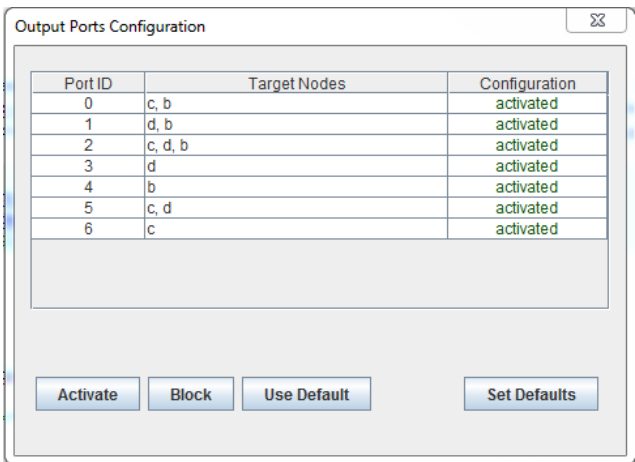 Output Ports Configuration
Port ID Target Nodes Configuration
0 c, b activated
1 d, b activated
2 c, d, b activated
3 d activated
4 b activated
5 c, d activated
6 c activated
Activate Block Use Default Set Defaults